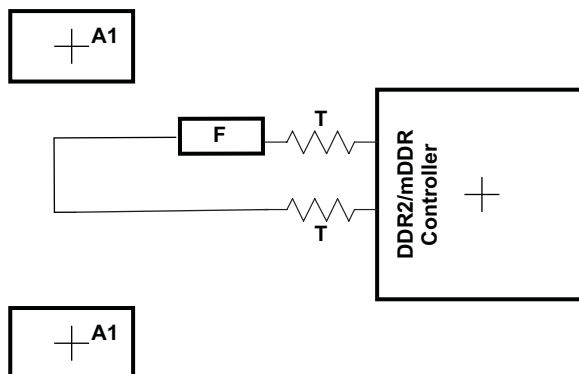 A1
T
F
DDR2/mDDR
Controller
T
A1